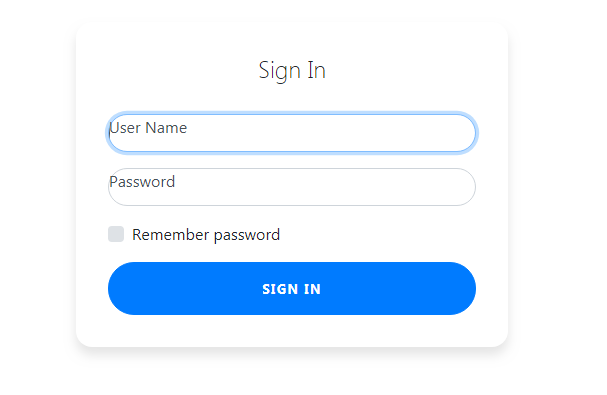 Sign In
User Name
Password
Remember password
SIGN IN